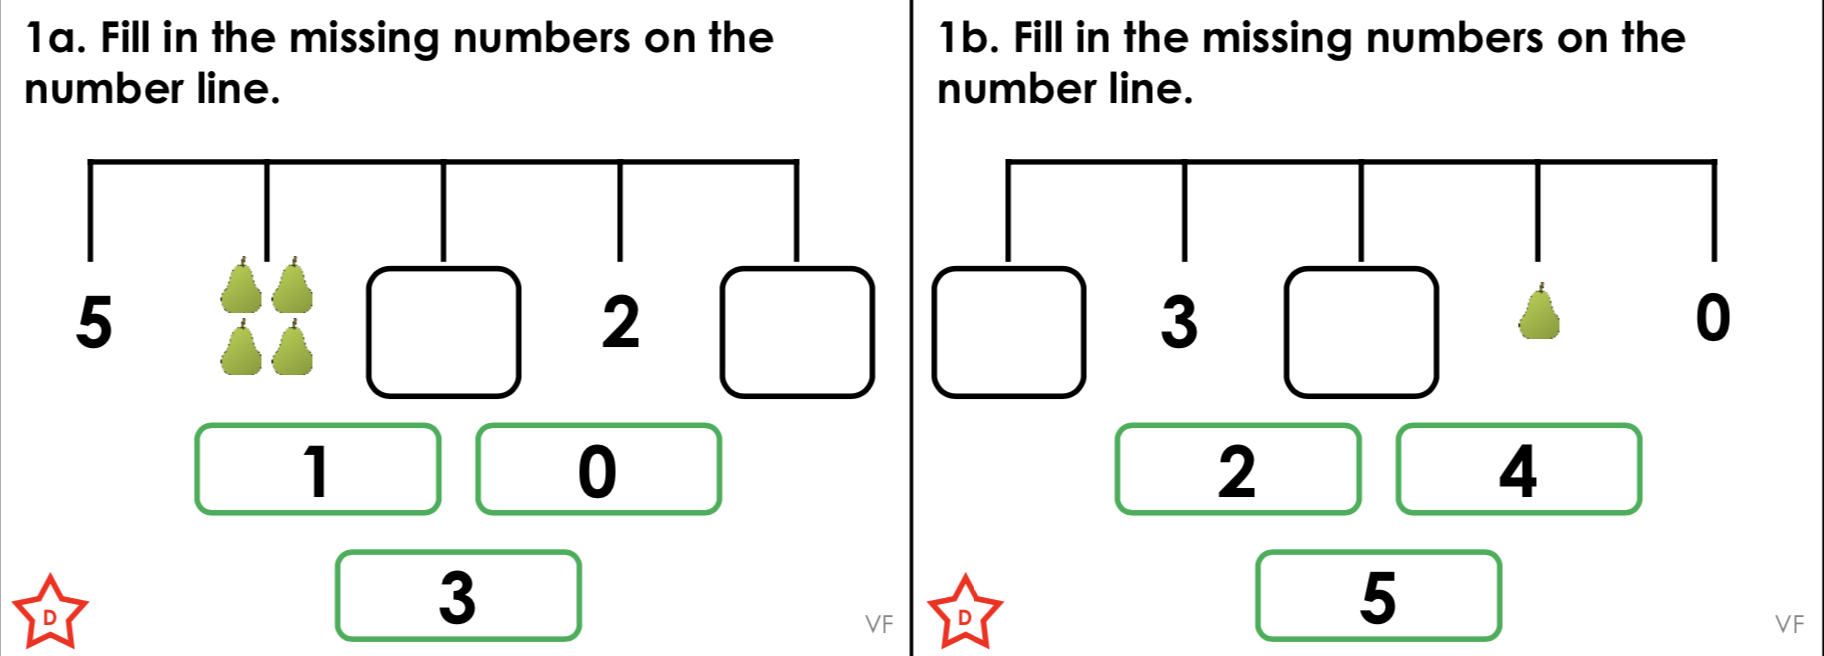 1a. Fill in the missing numbers on the
number line.
5 2
1 0
3
D
VF
1b. Fill in the missing numbers on the
number line.
3 0
2 4
5
D
VF